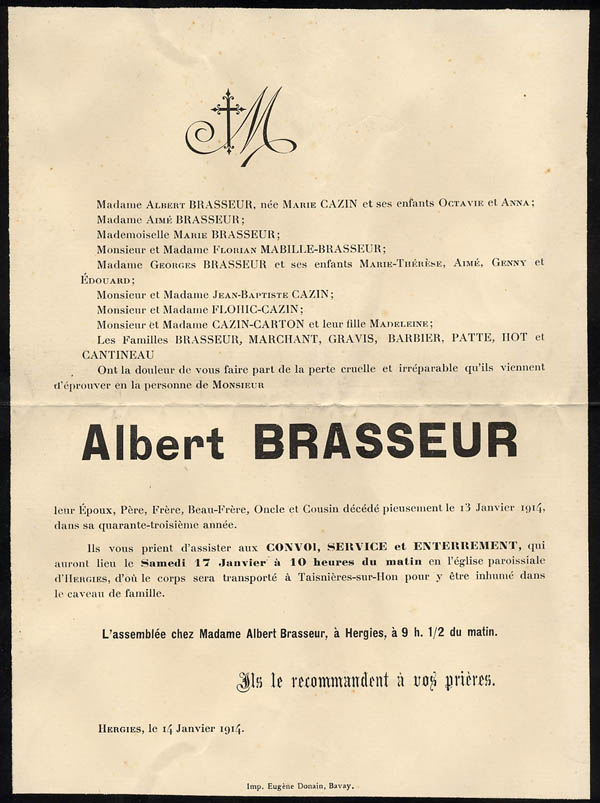 M
Madame Albert BRASSEUR, née Marie CAZIN et ses enfants Octavie et Anna;
Madame Aimé BRASSEUR;
Mademoiselle Marie BRASSEUR;
Monsieur et Madame Florian MABILLE-BRASSEUR;
Madame Georges BRASSEUR et ses enfants Marie-Thérèse, Aimé, Genny et
Édouard;
Monsieur et Madame Jean-Baptiste CAZIN;
Monsieur et Madame FLOHIC-CAZIN;
Monsieur et Madame CAZIN-CARTON et leur fille Madeleine;
Les Familles BRASSEUR, MARCHANT, GRAVIS, BARBIER, PATTE, HOT et
CANTINEAU
Ont la douleur de vous faire part de la perte cruelle et irréparable qu'ils viennent
d'éprouver en la personne de Monsieur
Albert BRASSEUR
leur Époux, Père, Frère, Beau-Frère, Oncle et Cousin décédé pieusement le 13 Janvier 1914,
dans sa quarante-troisième année.
Ils vous prient d'assister aux CONVOI, SERVICE et ENTERREMENT, qui
auront lieu le Samedi 17 Janvier à 10 heures du matin en l'église paroissiale
d'Hergies, d'où le corps sera transporté à Taisnières-sur-Hon pour y être inhumé dans
le caveau de famille.
L'assemblée chez Madame Albert Brasseur, à Hergies, à 9 h. 1/2 du matin.
Ils le recommandent à vos prières.
Hergies, le 14 Janvier 1914.
Imp. Eugène Donain, Bavay.